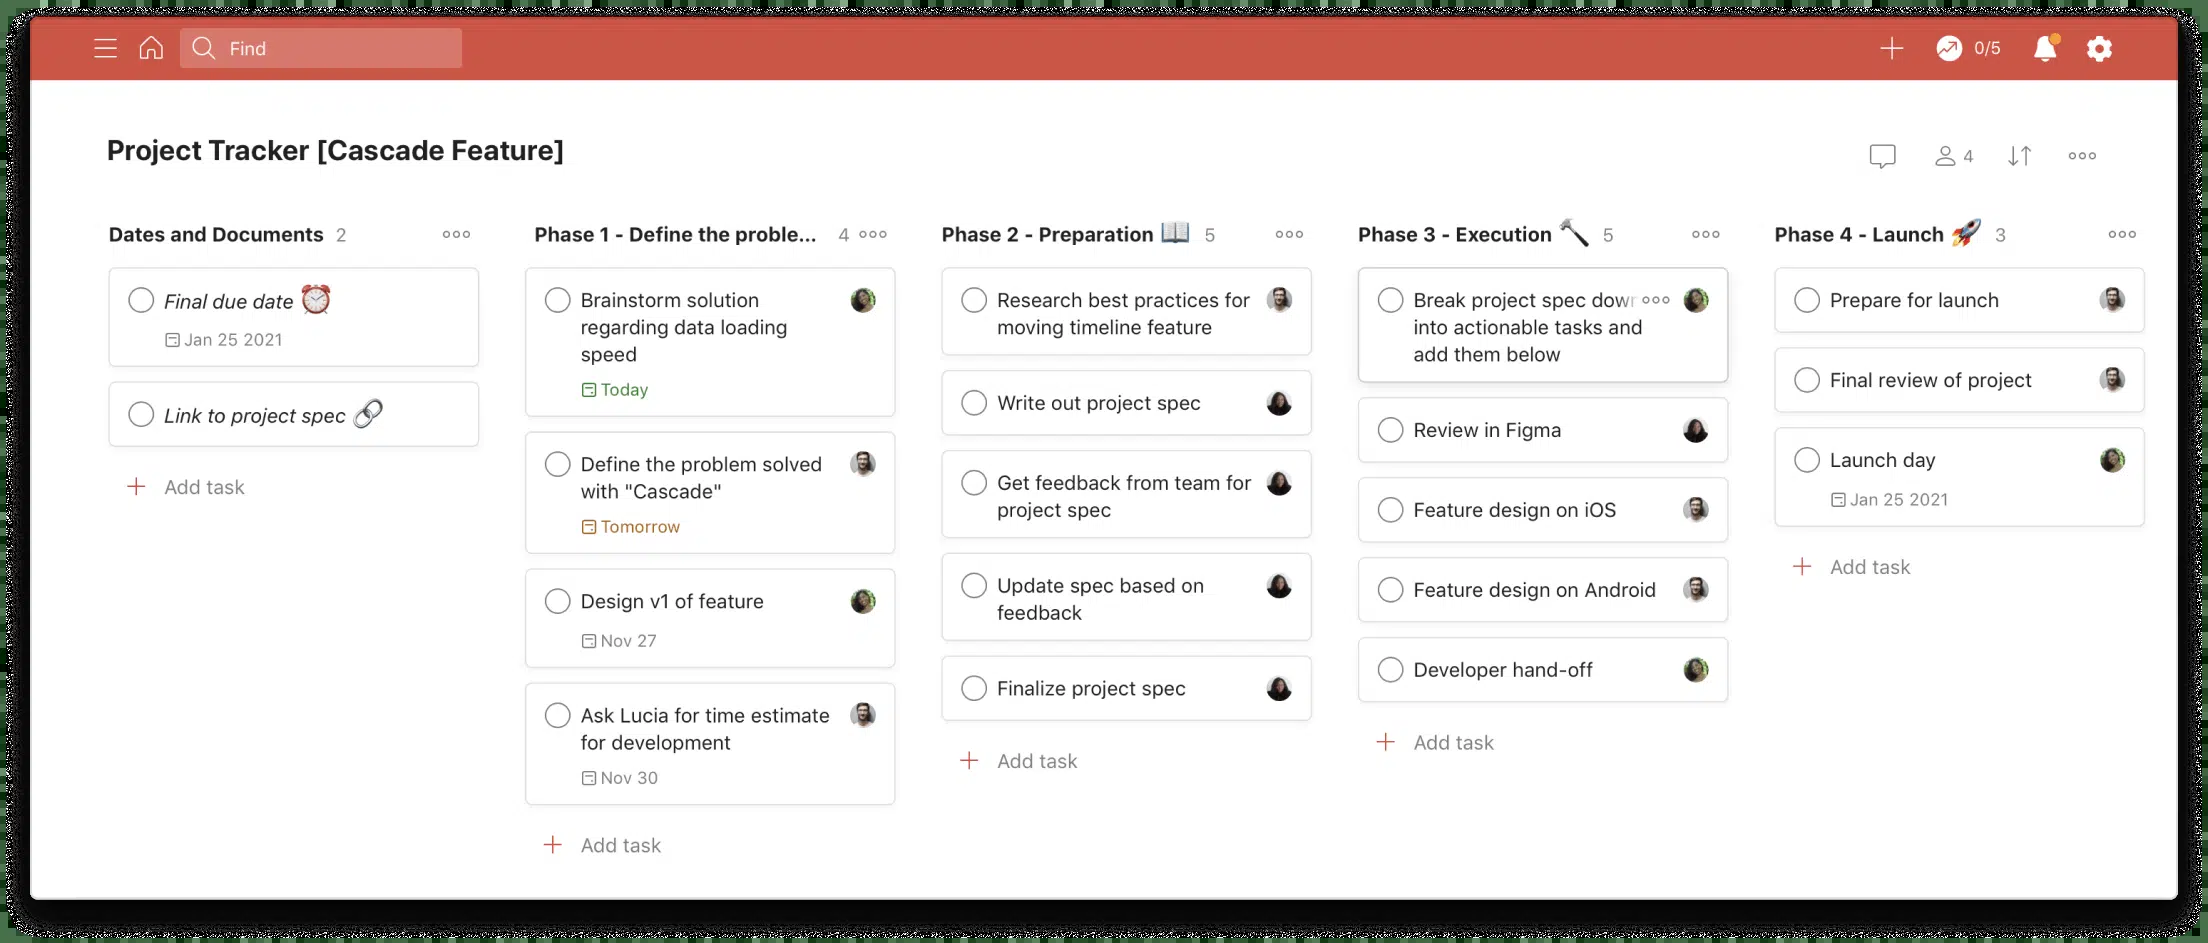 Find
0/5
Project Tracker [Cascade Feature]
4
Dates and Documents 2
Final due date
Jan 25 2021
Link to project spec
Add task
Phase 1 - Define the proble... 4
Brainstorm solution
regarding data loading
speed
Today
Define the problem solved
with "Cascade"
Tomorrow
Design v1 of feature
Nov 27
Ask Lucia for time estimate
for development
Nov 30
Add task
Phase 2 - Preparation 5
Research best practices for
moving timeline feature
Write out project spec
Get feedback from team for
project spec
Update spec based on
feedback
Finalize project spec
Add task
Phase 3 - Execution 5
Break project spec down
into actionable tasks and
add them below
Review in Figma
Feature design on iOS
Feature design on Android
Developer hand-off
Add task
Phase 4 - Launch 3
Prepare for launch
Final review of project
Launch day
Jan 25 2021
Add task